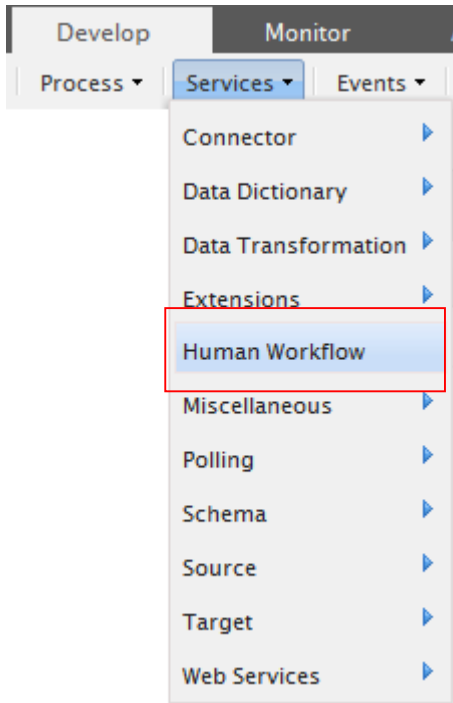 Develop Monitor
Process Services Events
Connector
Data Dictionary
Data Transformation
Extensions
Human Workflow
Miscellaneous
Polling
Schema
Source
Target
Web Services